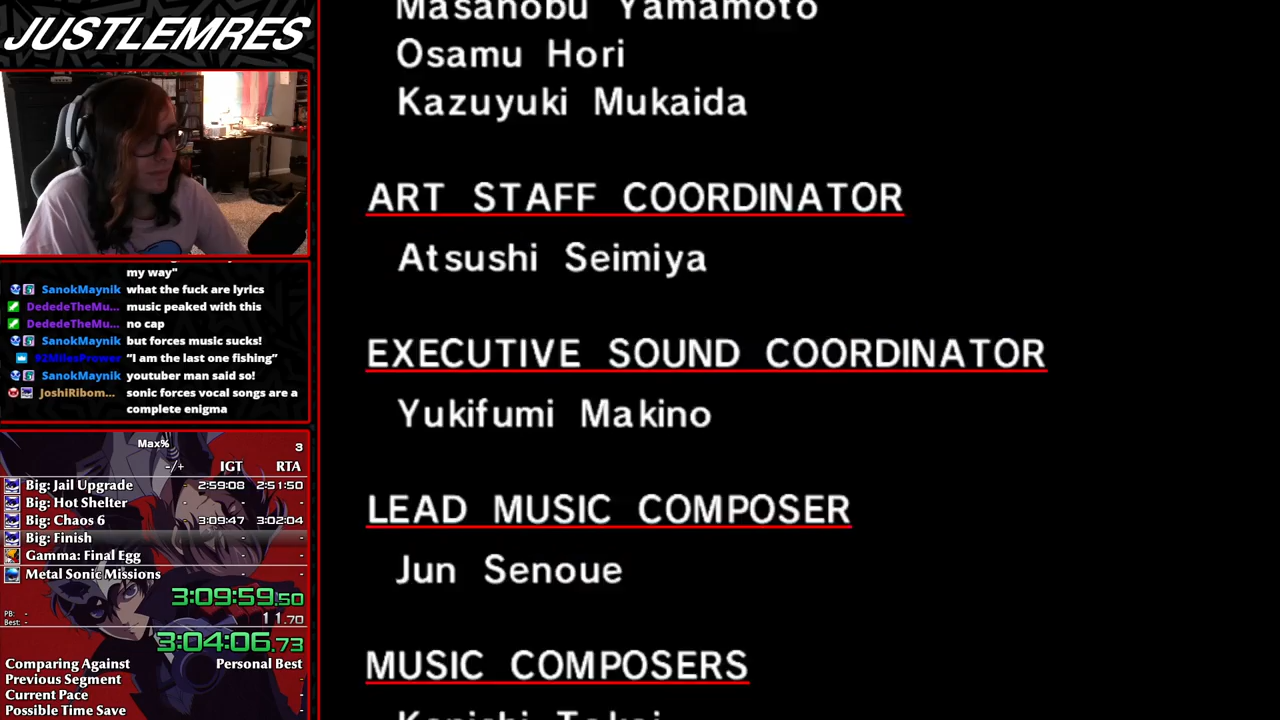 JUSTLEMRES
my way"
SanokMaynik what the fuck are lyrics
DededeTheMu... music peaked with this
DededeTheMu... no cap
SanokMaynik but forces music sucks!
#2MilesPrower “I am the last one fishing”
SanokMaynik youtuber man said so!
JoshiRibom... sonic forces vocal songs are a
complete enigma
Max% 3
-/+ IGT RTA
Big: Jail Upgrade - 2:59:08 2:51:50
Big: Hot Shelter - - -
Big: Chaos 6 - 3:09:47 3:02:04
Big: Finish - -
Gamma: Final Egg - -
Metal Sonic Missions - -
3:09:59.50
PB: -
Best: -
11.70
3:04:06.73
Comparing Against Personal Best
Previous Segment -
Current Pace -
Possible Time Save -
Masanobu Yamamoto
Osamu Hori
Kazuyuki Mukaida
ART STAFF COORDINATOR
Atsushi Seimiya
EXECUTIVE SOUND COORDINATOR
Yukifumi Makino
LEAD MUSIC COMPOSER
Jun Senoue
MUSIC COMPOSERS